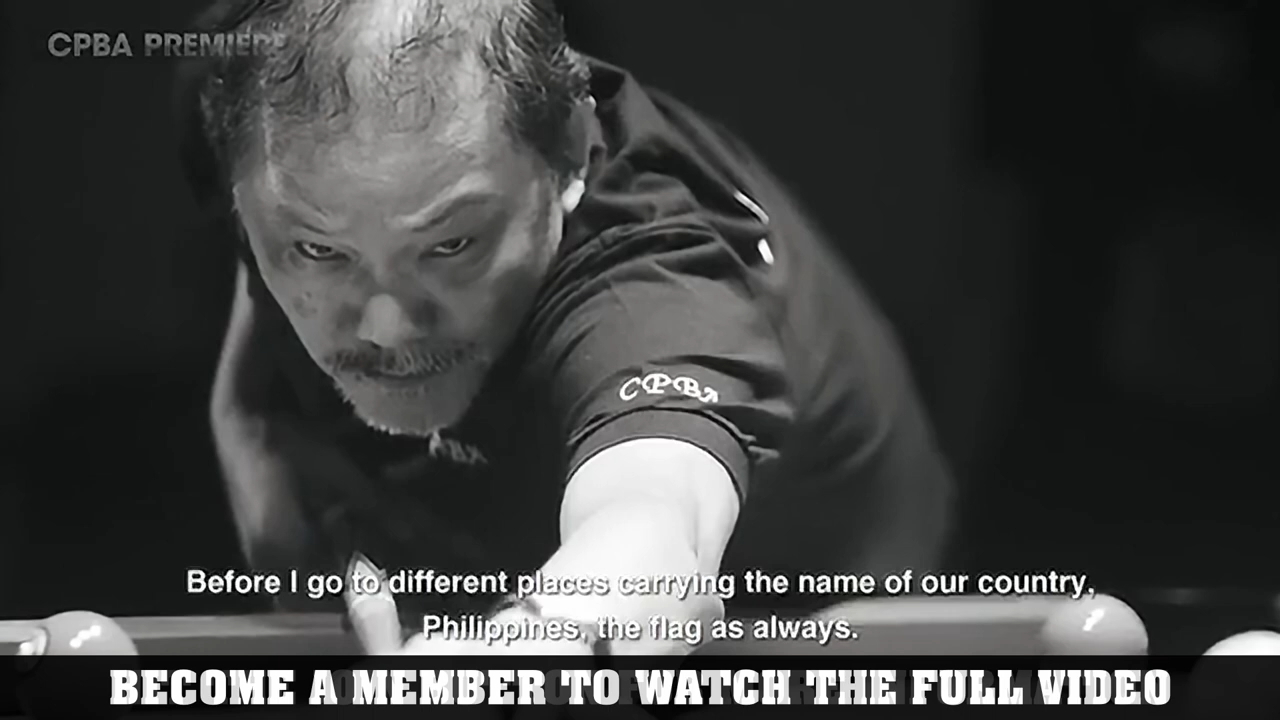 CPBA PREMIERE
CPBA
Before I go to different places carrying the name of our country,
Philippines, the flag as always.
BECOME A MEMBER TO WATCH THE FULL VIDEO